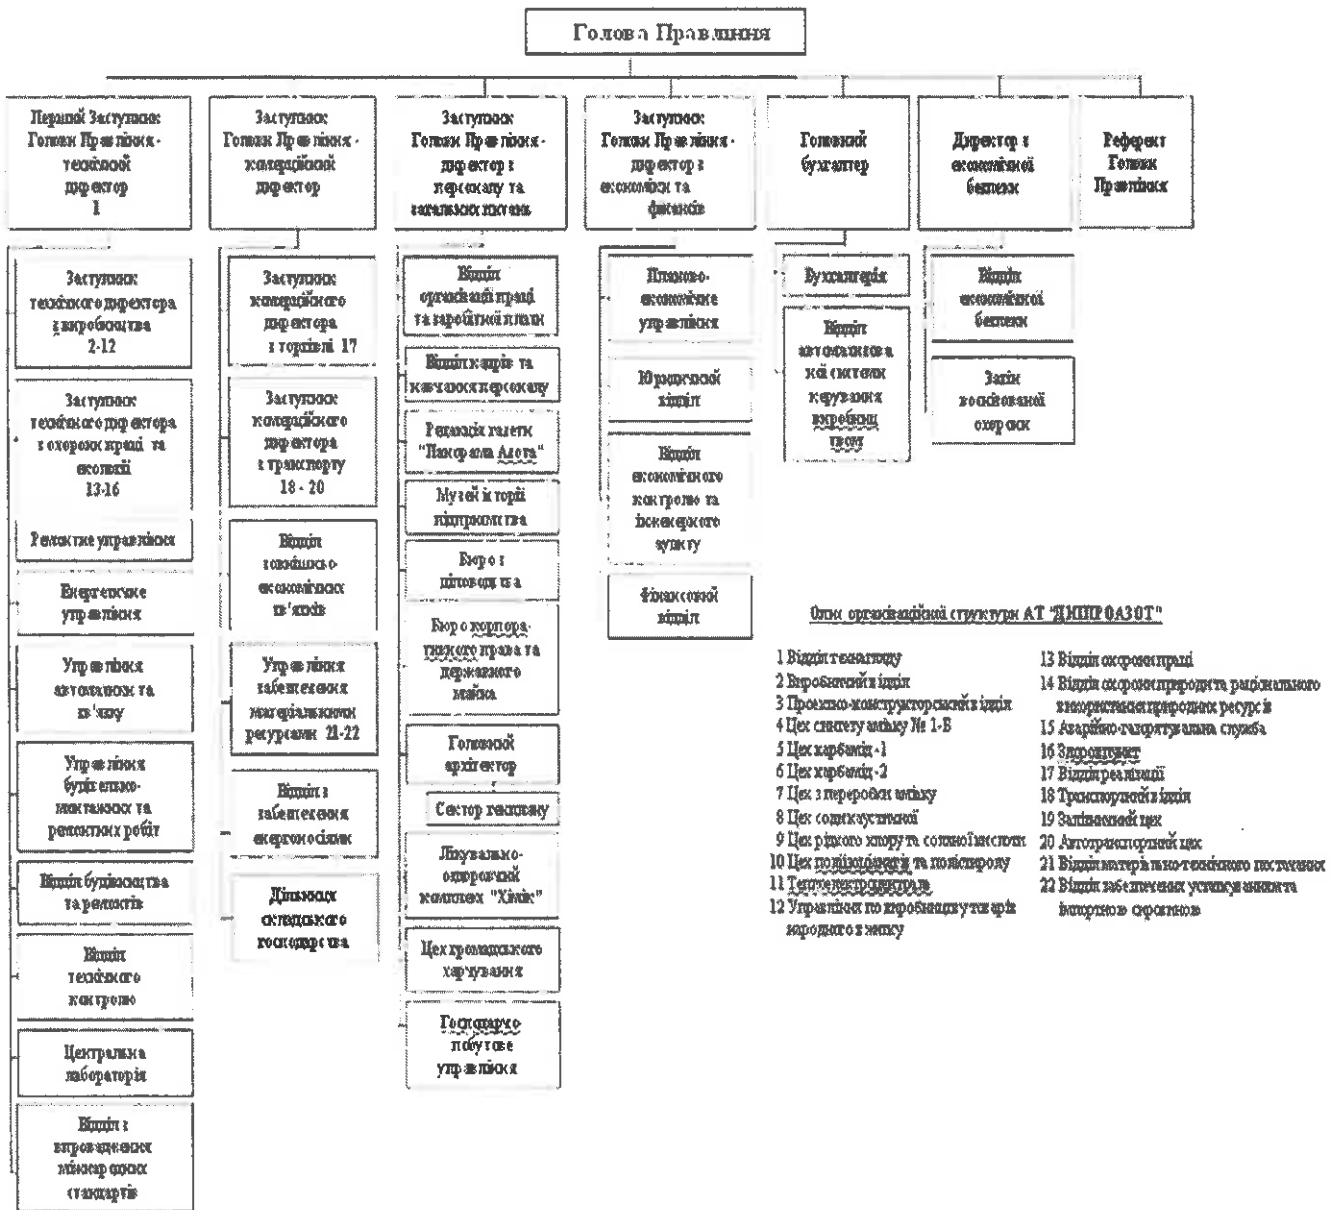 Голова Правління
Перший Заступник
Голови Правління -
технічний
директор
1
Заступник
Голови Правління -
комерційний
директор
Заступник
Голови Правління -
директор з
персоналу та
загальних питань
Заступник
Голови Правління -
директор з
економіки та
фінансів
Головний
бухгалтер
Директор з
економічної
безпеки
Референт
Голови
Правління
Заступник
технічного директора
з виробництва
2-12
Заступник
технічного директора
з охорони праці та
екології
13-16
Ремонтне управління
Енергетичне
управління
Управління
автоматики та
зв'язку
Управління
будівельно-
монтажних та
ремонтних робіт
Відділ будівництва
та ремонтів
Відділ
технічного
контролю
Центральна
лабораторія
Відділ з
впровадження
міжнародних
стандартів
Заступник
комерційного
директора
з торгівлі 17
Заступник
комерційного
директора
з транспорту
18 - 20
Відділ
зовнішньо-
економічних
зв'язків
Управління
забезпечення
матеріальними
ресурсами 21-22
Відділ з
забезпечення
енергоносіями
Дільниця
складського
господарства
Відділ
організації праці
та заробітної плати
Відділ кадрів та
навчання персоналу
Редакція газети
"Панорама Азота"
Музей історії
підприємства
Бюро з
діловодства
Бюро корпора-
тивного права та
державного
майна
Головний
архітектор
Сектор генплану
Лікувально-
оздоровчий
комплекс "Хімік"
Цех громадського
харчування
Господарчо-
побутове
управління
Планово-
економічне
управління
Юридичний
відділ
Відділ
економічного
контролю та
інженерного
аудиту
Фінансовий
відділ
Бухгалтерія
Відділ
автоматизова
ної системи
керування
виробниц
твом
Відділ
економічної
безпеки
Загін
воєнізованої
охорони
Опис організаційної структури АТ "ДНІПРОАЗОТ"
1 Відділ технагляду
2 Виробничий відділ
3 Проектно-конструкторський відділ
4 Цех синтезу аміаку № 1-Б
5 Цех карбамід -1
6 Цех карбамід -2
7 Цех з переробки аміаку
8 Цех соди каустичної
9 Цех рідкого хлору та соляної кислоти
10 Цех та полістиролу
11 Теплоелектроцентраль
12 Управління по виробництву товарів
народного вжитку
13 Відділ охорони праці
14 Відділ охорони природи та раціонального
використання природних ресурсів
15 Аварійно-газорятувальна служба
16 Здоровпункт
17 Відділ реалізації
18 Транспортний відділ
19 Залізничний цех
20 Автотранспортний цех
21 Відділ матеріально-технічного постачання
22 Відділ забезпечення устаткуванням та
імпортною сировиною